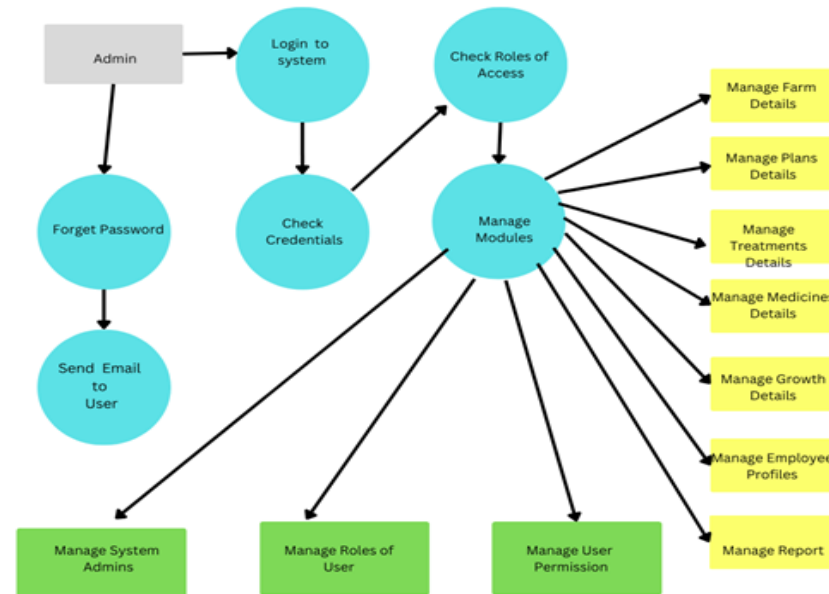 Admin
Login to
system
Check Roles of
Access
Manage Farm
Details
Manage Plans
Details
Manage
Treatments
Details
Manage Medicine
Details
Manage Growth
Details
Manage Employee
Profiles
Manage Report
Forget Password
Check
Credentials
Manage
Modules
Send Email
to
User
Manage System
Admins
Manage Roles of
User
Manage User
Permission